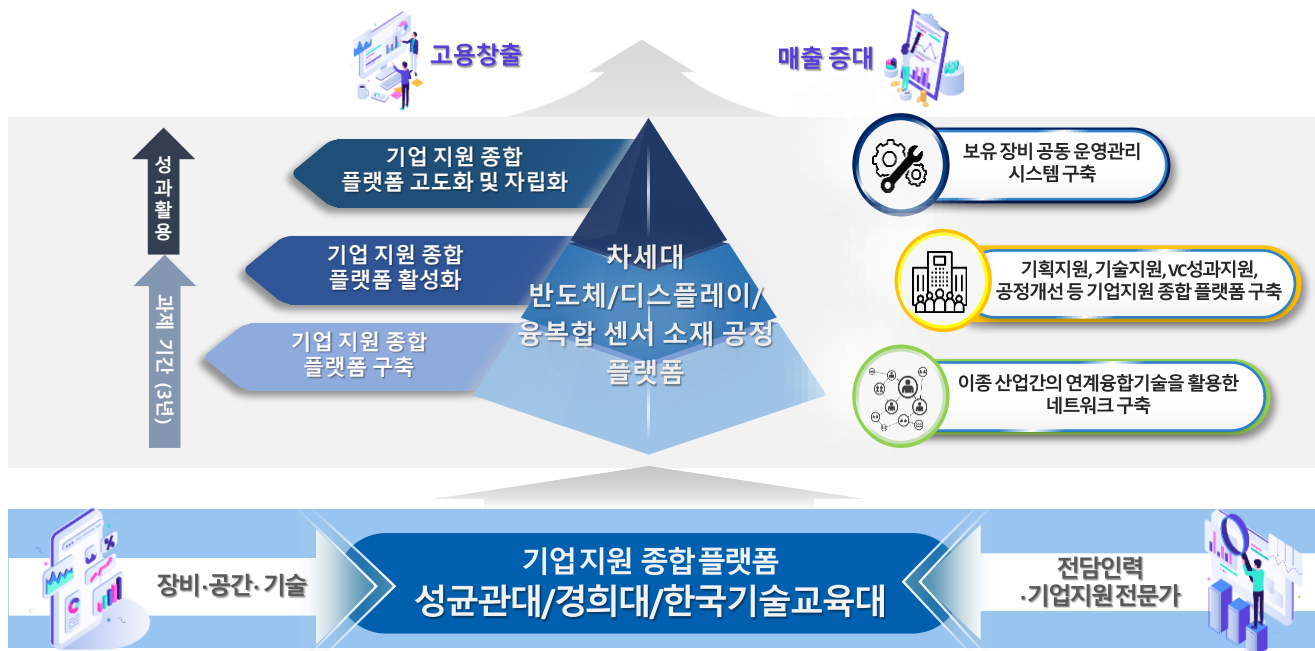 고용창출
매출 증대
성과활용
과제 기간 (3년)
기업 지원 종합
플랫폼 고도화 및 자립화
기업 지원 종합
플랫폼 활성화
기업 지원 종합
플랫폼 구축
차세대
반도체/디스플레이/
융복합 센서 소재 공정
플랫폼
보유 장비 공동 운영관리
시스템 구축
기획지원, 기술지원, VC성과지원,
공정개선 등 기업지원 종합 플랫폼 구축
이종 산업간의 연계융합기술을 활용한
네트워크 구축
장비·공간·기술
기업지원 종합플랫폼
성균관대/경희대/한국기술교육대
전담인력
·기업지원전문가